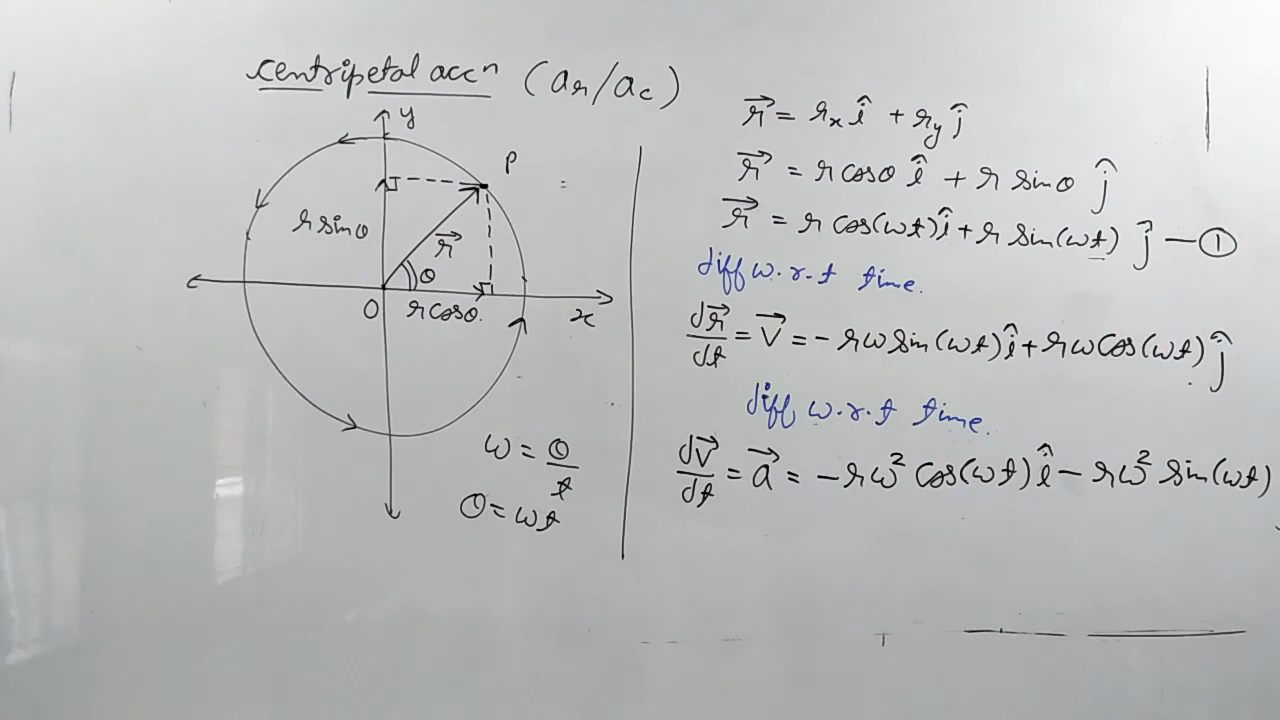 centripetal accⁿ (ar/ac)
y
P
r sinθ
r⃗
θ
O
r cosθ.
x
ω = θ/t
θ = ωt
r⃗ = rₓ î + r_y ĵ
r⃗ = r cosθ î + r sinθ ĵ
r⃗ = r cos(ωt) î + r sin(ωt) ĵ —①
diff w.r.t time.
dr⃗/dt = v⃗ = -rω sin(ωt) î + rω cos(ωt) ĵ
diff w.r.t time.
dv⃗/dt = a⃗ = -rω² cos(ωt) î - rω² sin(ωt)